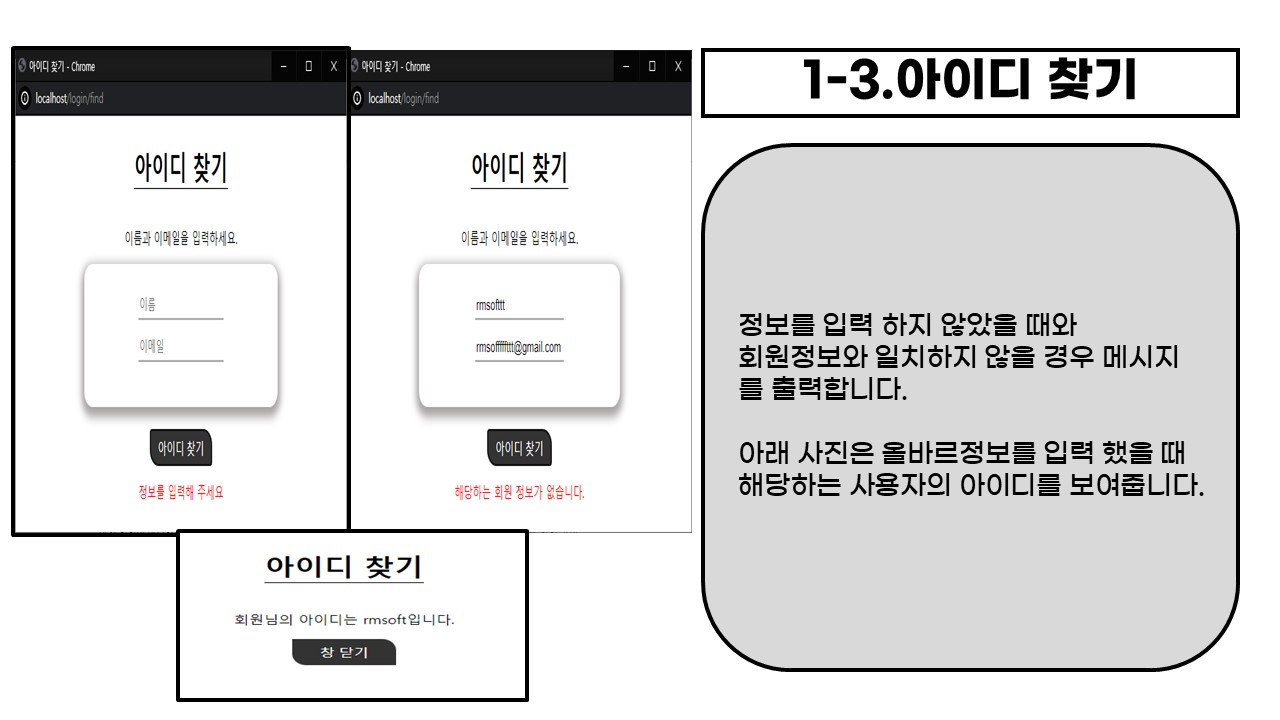 아이디 찾기 - Chrome
localhost/login/find
아이디 찾기
이름과 이메일을 입력하세요.
이름
이메일
아이디 찾기
정보를 입력해 주세요
아이디 찾기 - Chrome
localhost/login/find
아이디 찾기
이름과 이메일을 입력하세요.
rmsofttt
rmsofffffttt@gmail.com
아이디 찾기
해당하는 회원 정보가 없습니다.
아이디 찾기
회원님의 아이디는 rmsoft입니다.
창 닫기
1-3.아이디 찾기
정보를 입력 하지 않았을 때와
회원정보와 일치하지 않을 경우 메시지
를 출력합니다.
아래 사진은 올바르정보를 입력 했을 때
해당하는 사용자의 아이디를 보여줍니다.